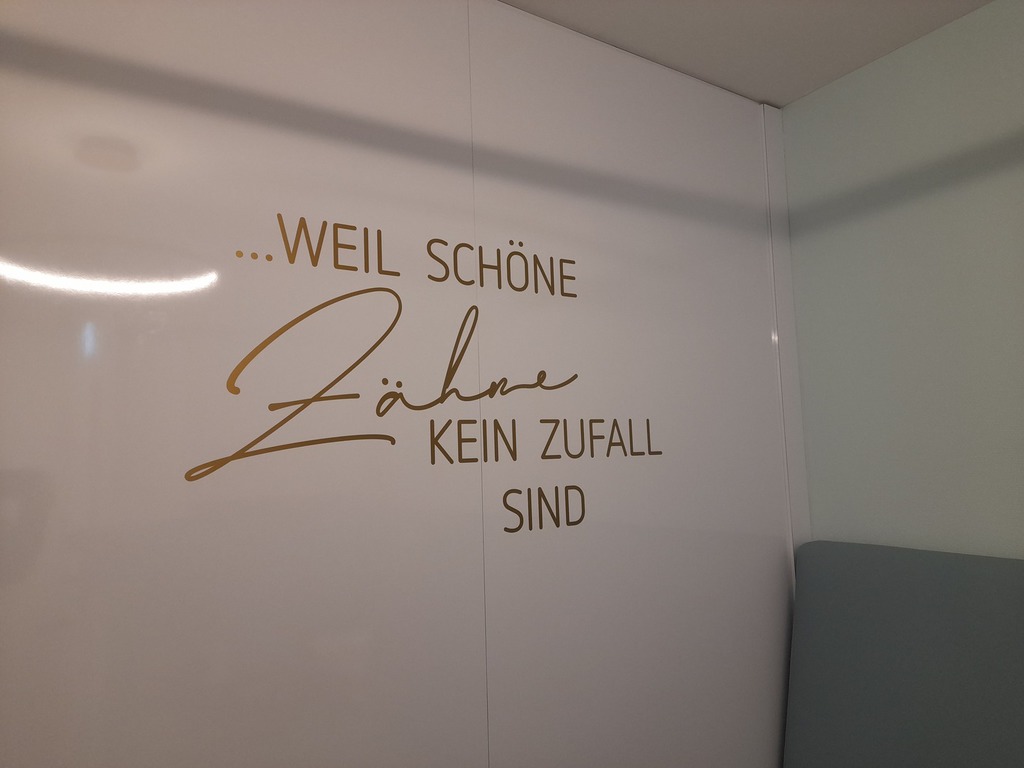 ...WEIL SCHÖNE
Zähne
KEIN ZUFALL
SIND